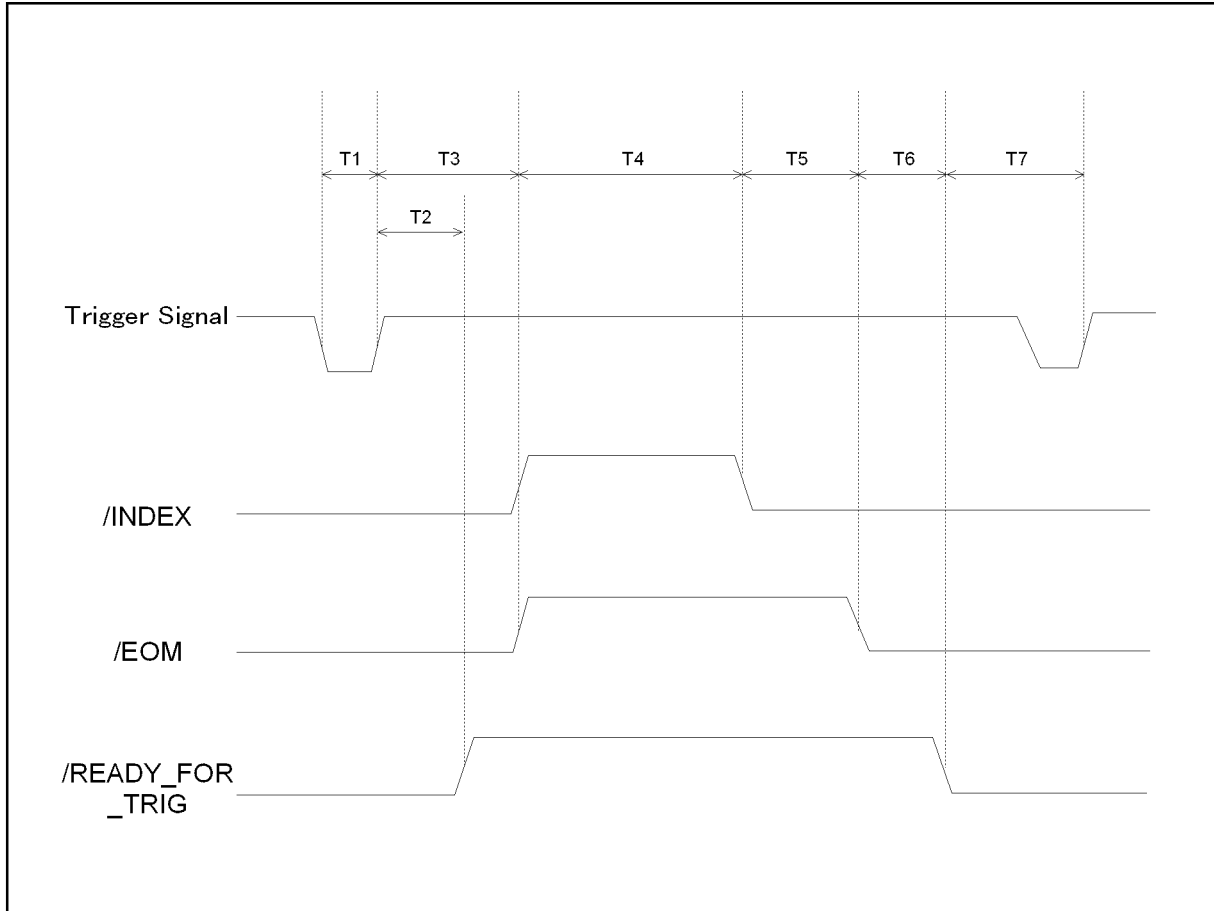 T1
T3
T4
T5
T6
T7
T2
Trigger Signal
/INDEX
/EOM
/READY_FOR
_TRIG